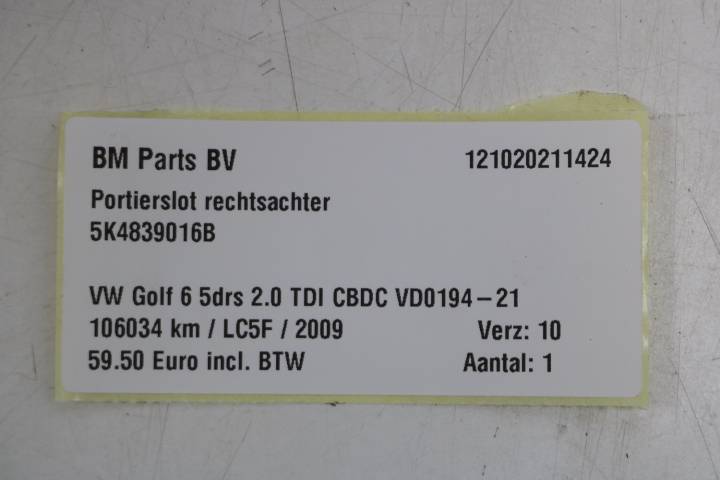 BM Parts BV 121020211424
Portierslot rechtsachter
5K4839016B
VW Golf 6 5drs 2.0 TDI CBDC VD0194-21
106034 km / LC5F / 2009 Verz: 10
59.50 Euro incl. BTW Aantal: 1